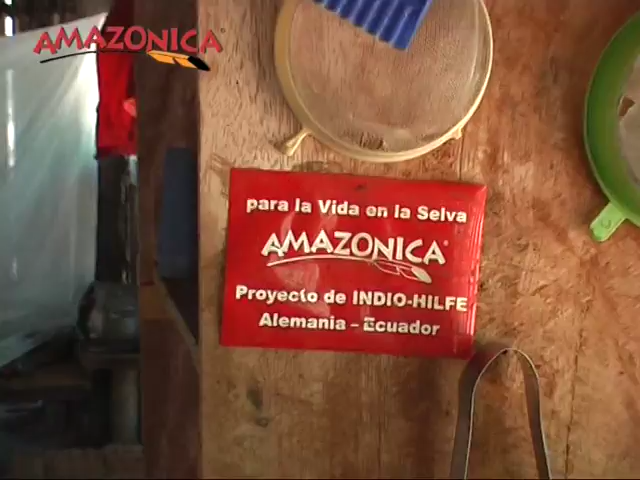 AMAZONICA
para la Vida en la Selva
AMAZONICA®
Proyecto de INDIO-HILFE
Alemania - Ecuador